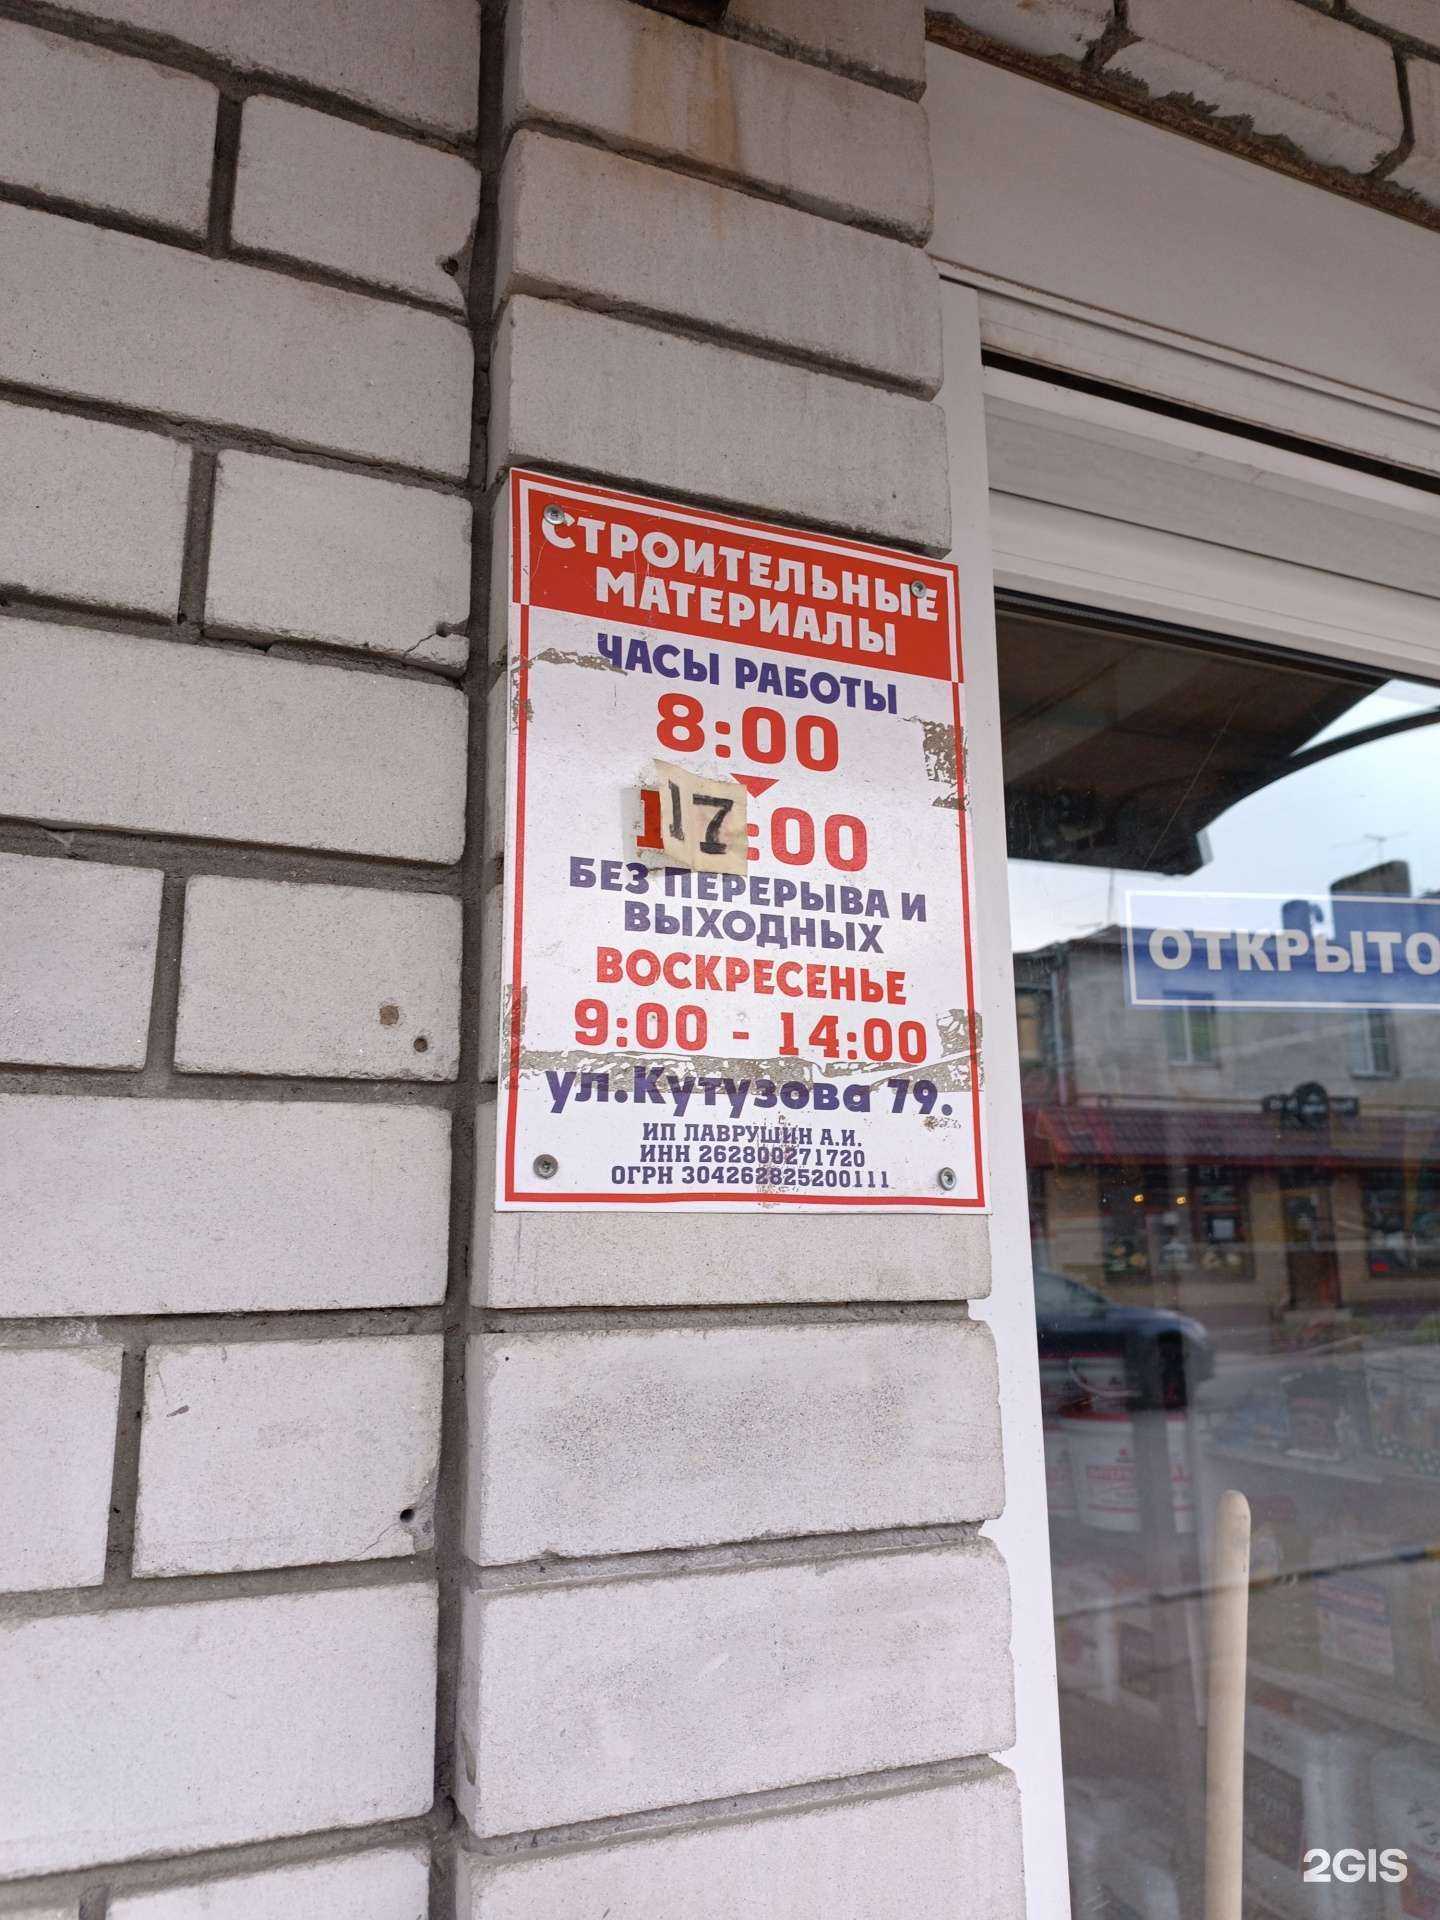 СТРОИТЕЛЬНЫЕ
МАТЕРИАЛЫ
ЧАСЫ РАБОТЫ
8:00
17:00
БЕЗ ПЕРЕРЫВА И
ВЫХОДНЫХ
ВОСКРЕСЕНЬЕ
9:00 - 14:00
ул.Кутузова 79.
ИП ЛАВРУШИН А.И.
ИНН 262800271720
ОГРН 304262825200111
ОТКРЫТО
2GIS